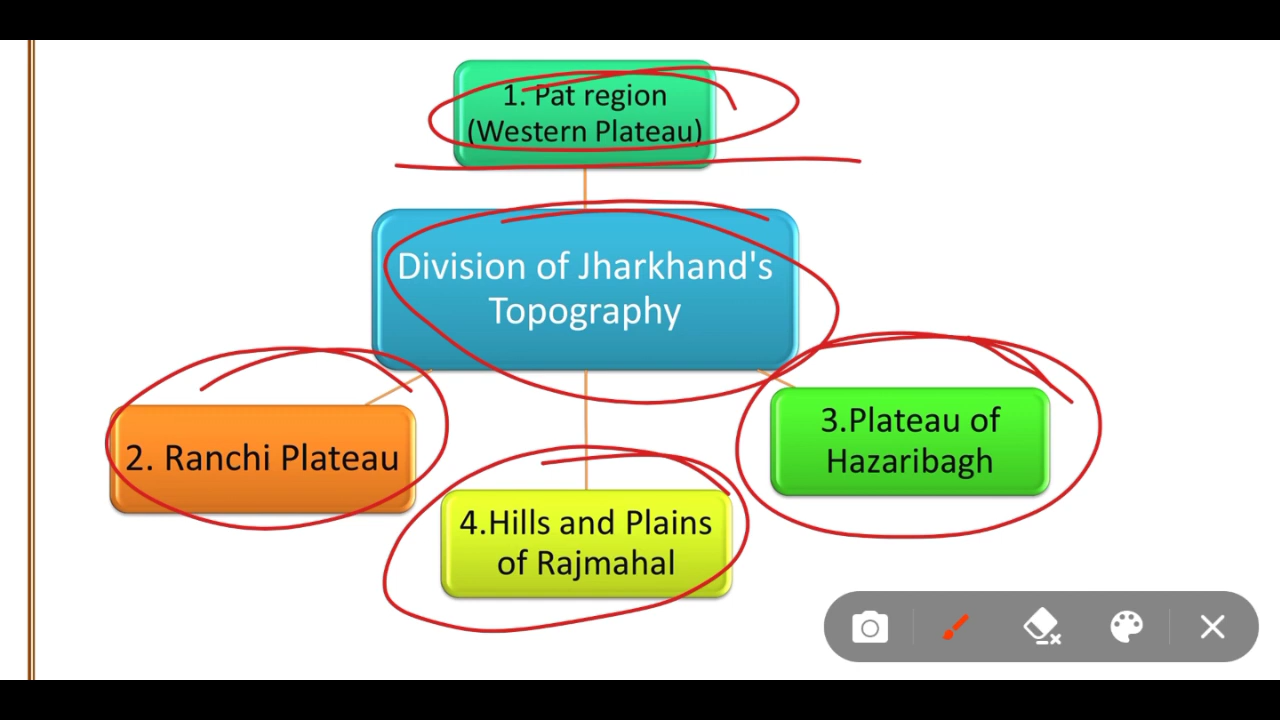 1. Pat region
(Western Plateau)
Division of Jharkhand's
Topography
2. Ranchi Plateau
3.Plateau of
Hazaribagh
4.Hills and Plains
of Rajmahal